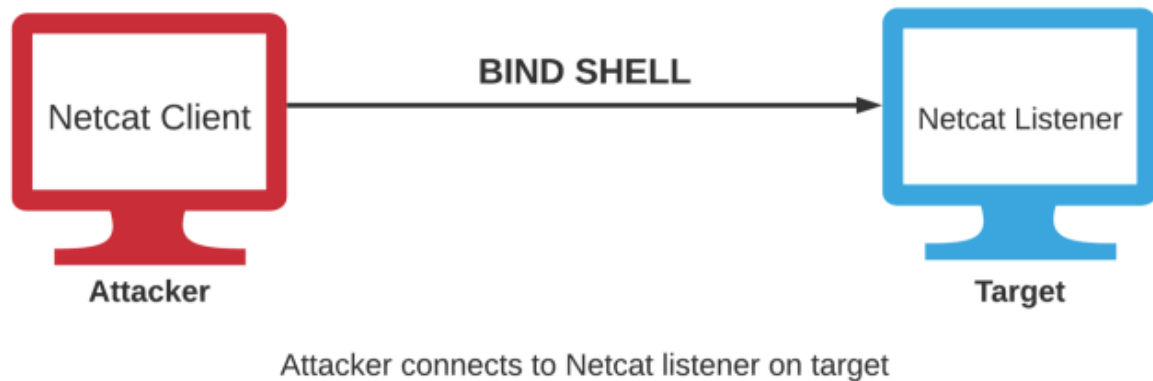 BIND SHELL
Netcat Client
Netcat Listener
Attacker
Target
Attacker connects to Netcat listener on target